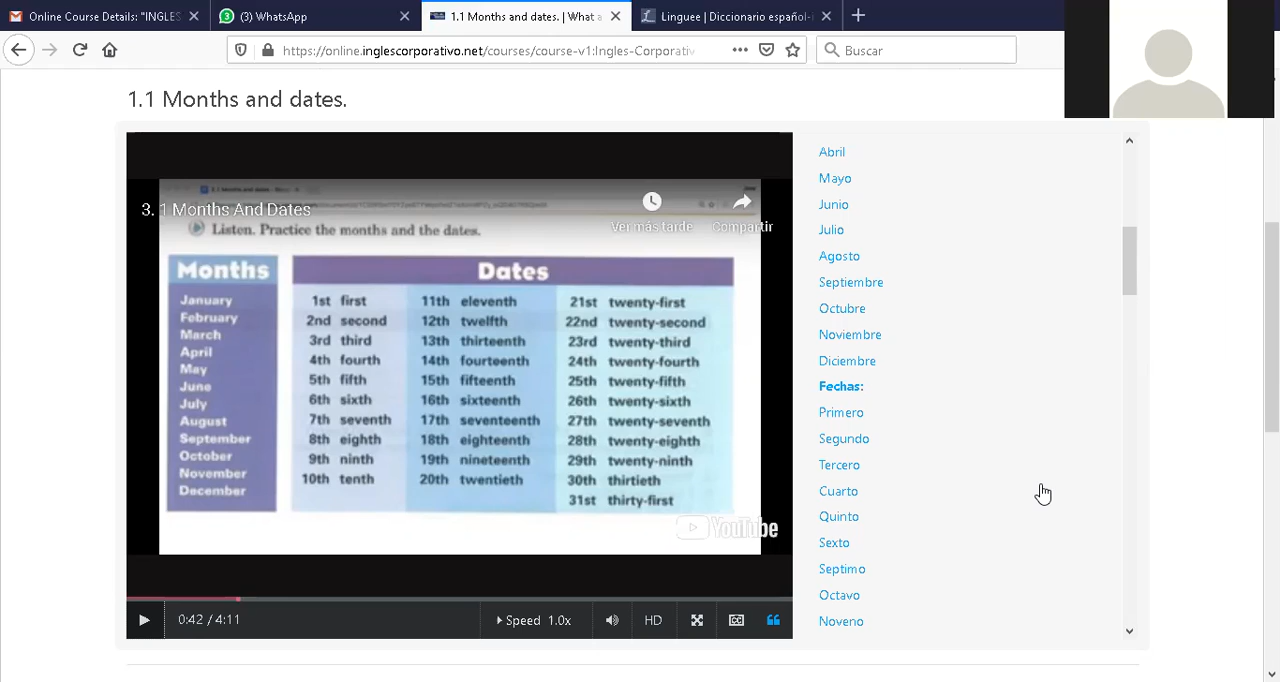 Online Course Details: "INGLES
(3) WhatsApp
1.1 Months and dates. | What a
Linguee | Diccionario español-i
https://online.inglescorporativo.net/courses/course-v1:Ingles-Corporativ
Buscar
1.1 Months and dates.
3. 1 Months And Dates
Ver más tarde
Compartir
Listen. Practice the months and the dates.
Months
January
February
March
April
May
June
July
August
September
October
November
December
Dates
1st first
2nd second
3rd third
4th fourth
5th fifth
6th sixth
7th seventh
8th eighth
9th ninth
10th tenth
11th eleventh
12th twelfth
13th thirteenth
14th fourteenth
15th fifteenth
16th sixteenth
17th seventeenth
18th eighteenth
19th nineteenth
20th twentieth
21st twenty-first
22nd twenty-second
23rd twenty-third
24th twenty-fourth
25th twenty-fifth
26th twenty-sixth
27th twenty-seventh
28th twenty-eighth
29th twenty-ninth
30th thirtieth
31st thirty-first
YouTube
0:42 / 4:11
Speed 1.0x
HD
Abril
Mayo
Junio
Julio
Agosto
Septiembre
Octubre
Noviembre
Diciembre
Fechas:
Primero
Segundo
Tercero
Cuarto
Quinto
Sexto
Septimo
Octavo
Noveno